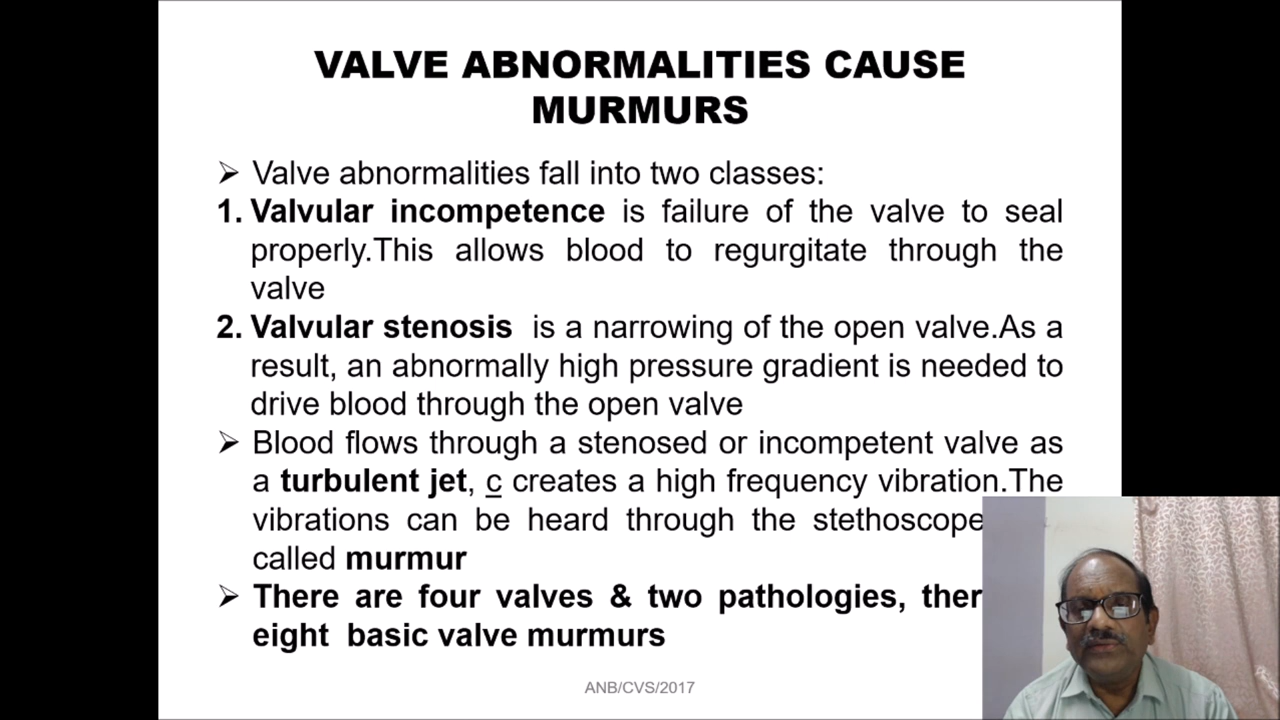 VALVE ABNORMALITIES CAUSE
MURMURS
➢ Valve abnormalities fall into two classes:
1. Valvular incompetence is failure of the valve to seal
properly.This allows blood to regurgitate through the
valve
2. Valvular stenosis is a narrowing of the open valve.As a
result, an abnormally high pressure gradient is needed to
drive blood through the open valve
➢ Blood flows through a stenosed or incompetent valve as
a turbulent jet, c creates a high frequency vibration.The
vibrations can be heard through the stethoscope
called murmur
➢ There are four valves & two pathologies,
eight basic valve murmurs
ANB/CVS/2017